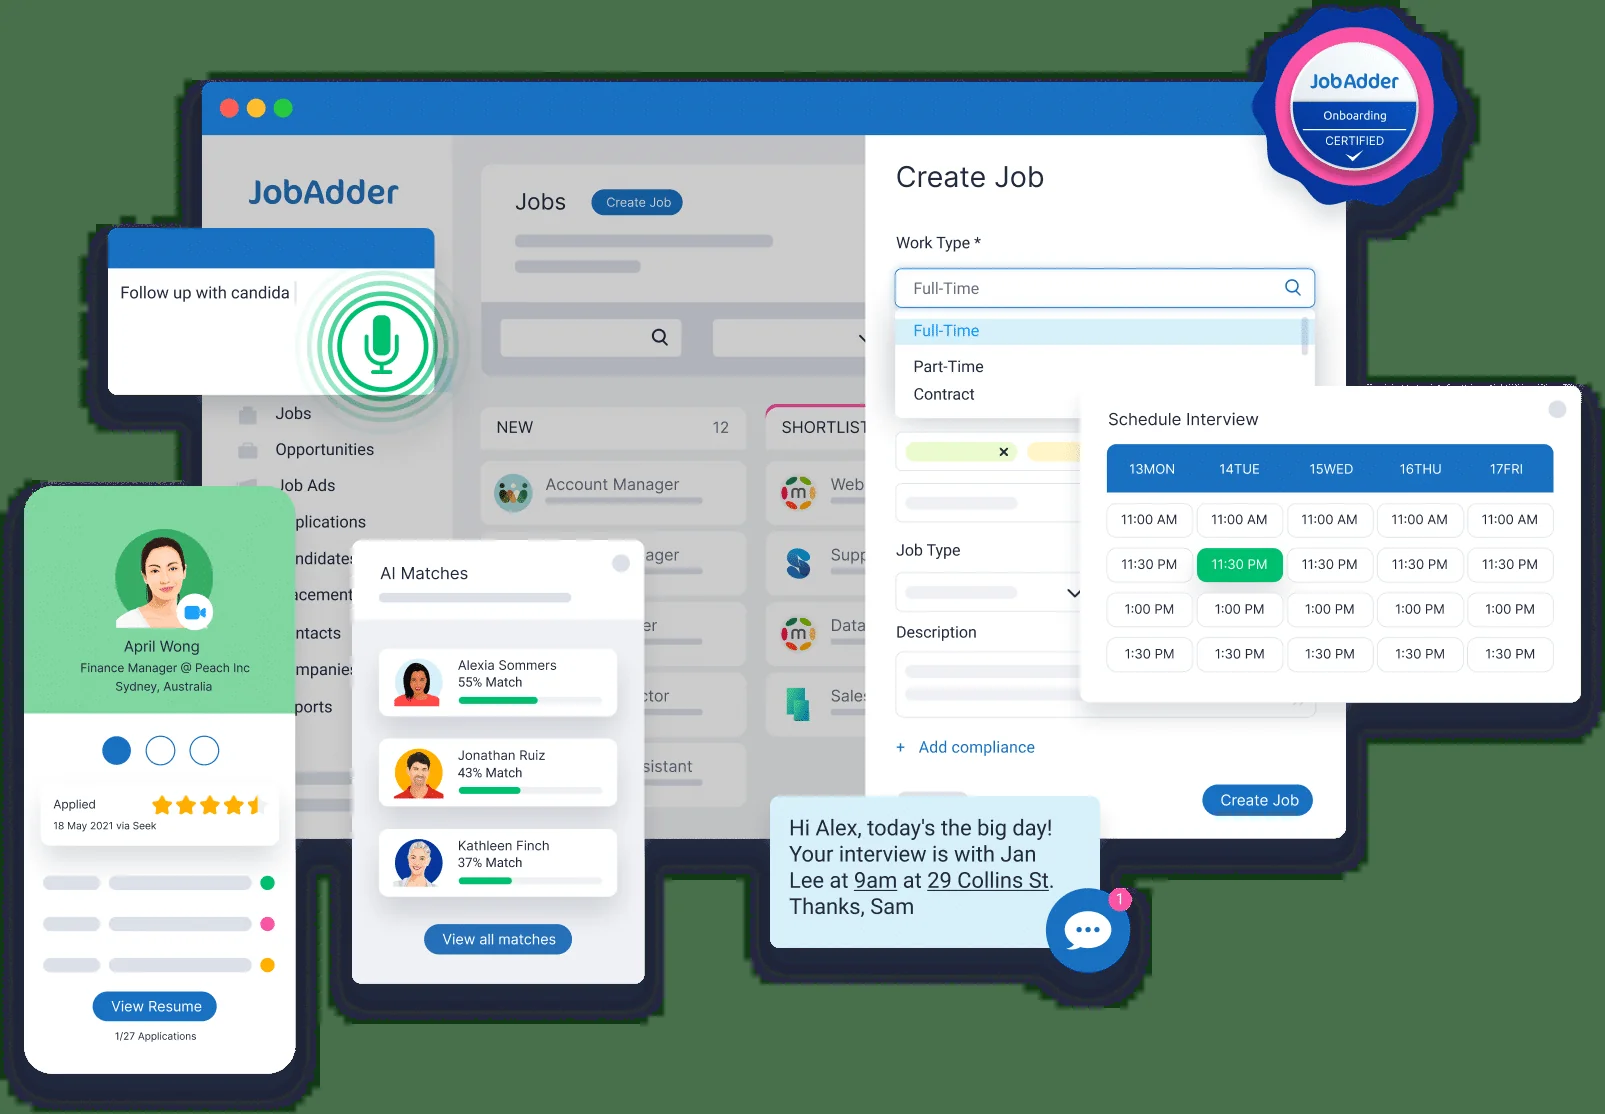 JobAdder
Onboarding
CERTIFIED
JobAdder
Jobs
Create Job
Follow up with candida
Jobs
Opportunities
Job Ads
plications
andidates
acement
ntacts
mpanies
ports
NEW
12
SHORTLIST
Account Manager
ager
er
ctor
sistant
Web
Supp
Data
Sales
Create Job
Work Type *
Full-Time
Full-Time
Part-Time
Contract
Job Type
Description
+ Add compliance
Create Job
Schedule Interview
13MON 14TUE 15WED 16THU 17FRI
11:00 AM 11:00 AM 11:00 AM 11:00 AM 11:00 AM
11:30 PM 11:30 PM 11:30 PM 11:30 PM 11:30 PM
1:00 PM 1:00 PM 1:00 PM 1:00 PM 1:00 PM
1:30 PM 1:30 PM 1:30 PM 1:30 PM 1:30 PM
April Wong
Finance Manager @ Peach Inc
Sydney, Australia
Applied
18 May 2021 via Seek
View Resume
1/27 Applications
AI Matches
Alexia Sommers
55% Match
Jonathan Ruiz
43% Match
Kathleen Finch
37% Match
View all matches
Hi Alex, today's the big day!
Your interview is with Jan
Lee at 9am at 29 Collins St.
Thanks, Sam
1